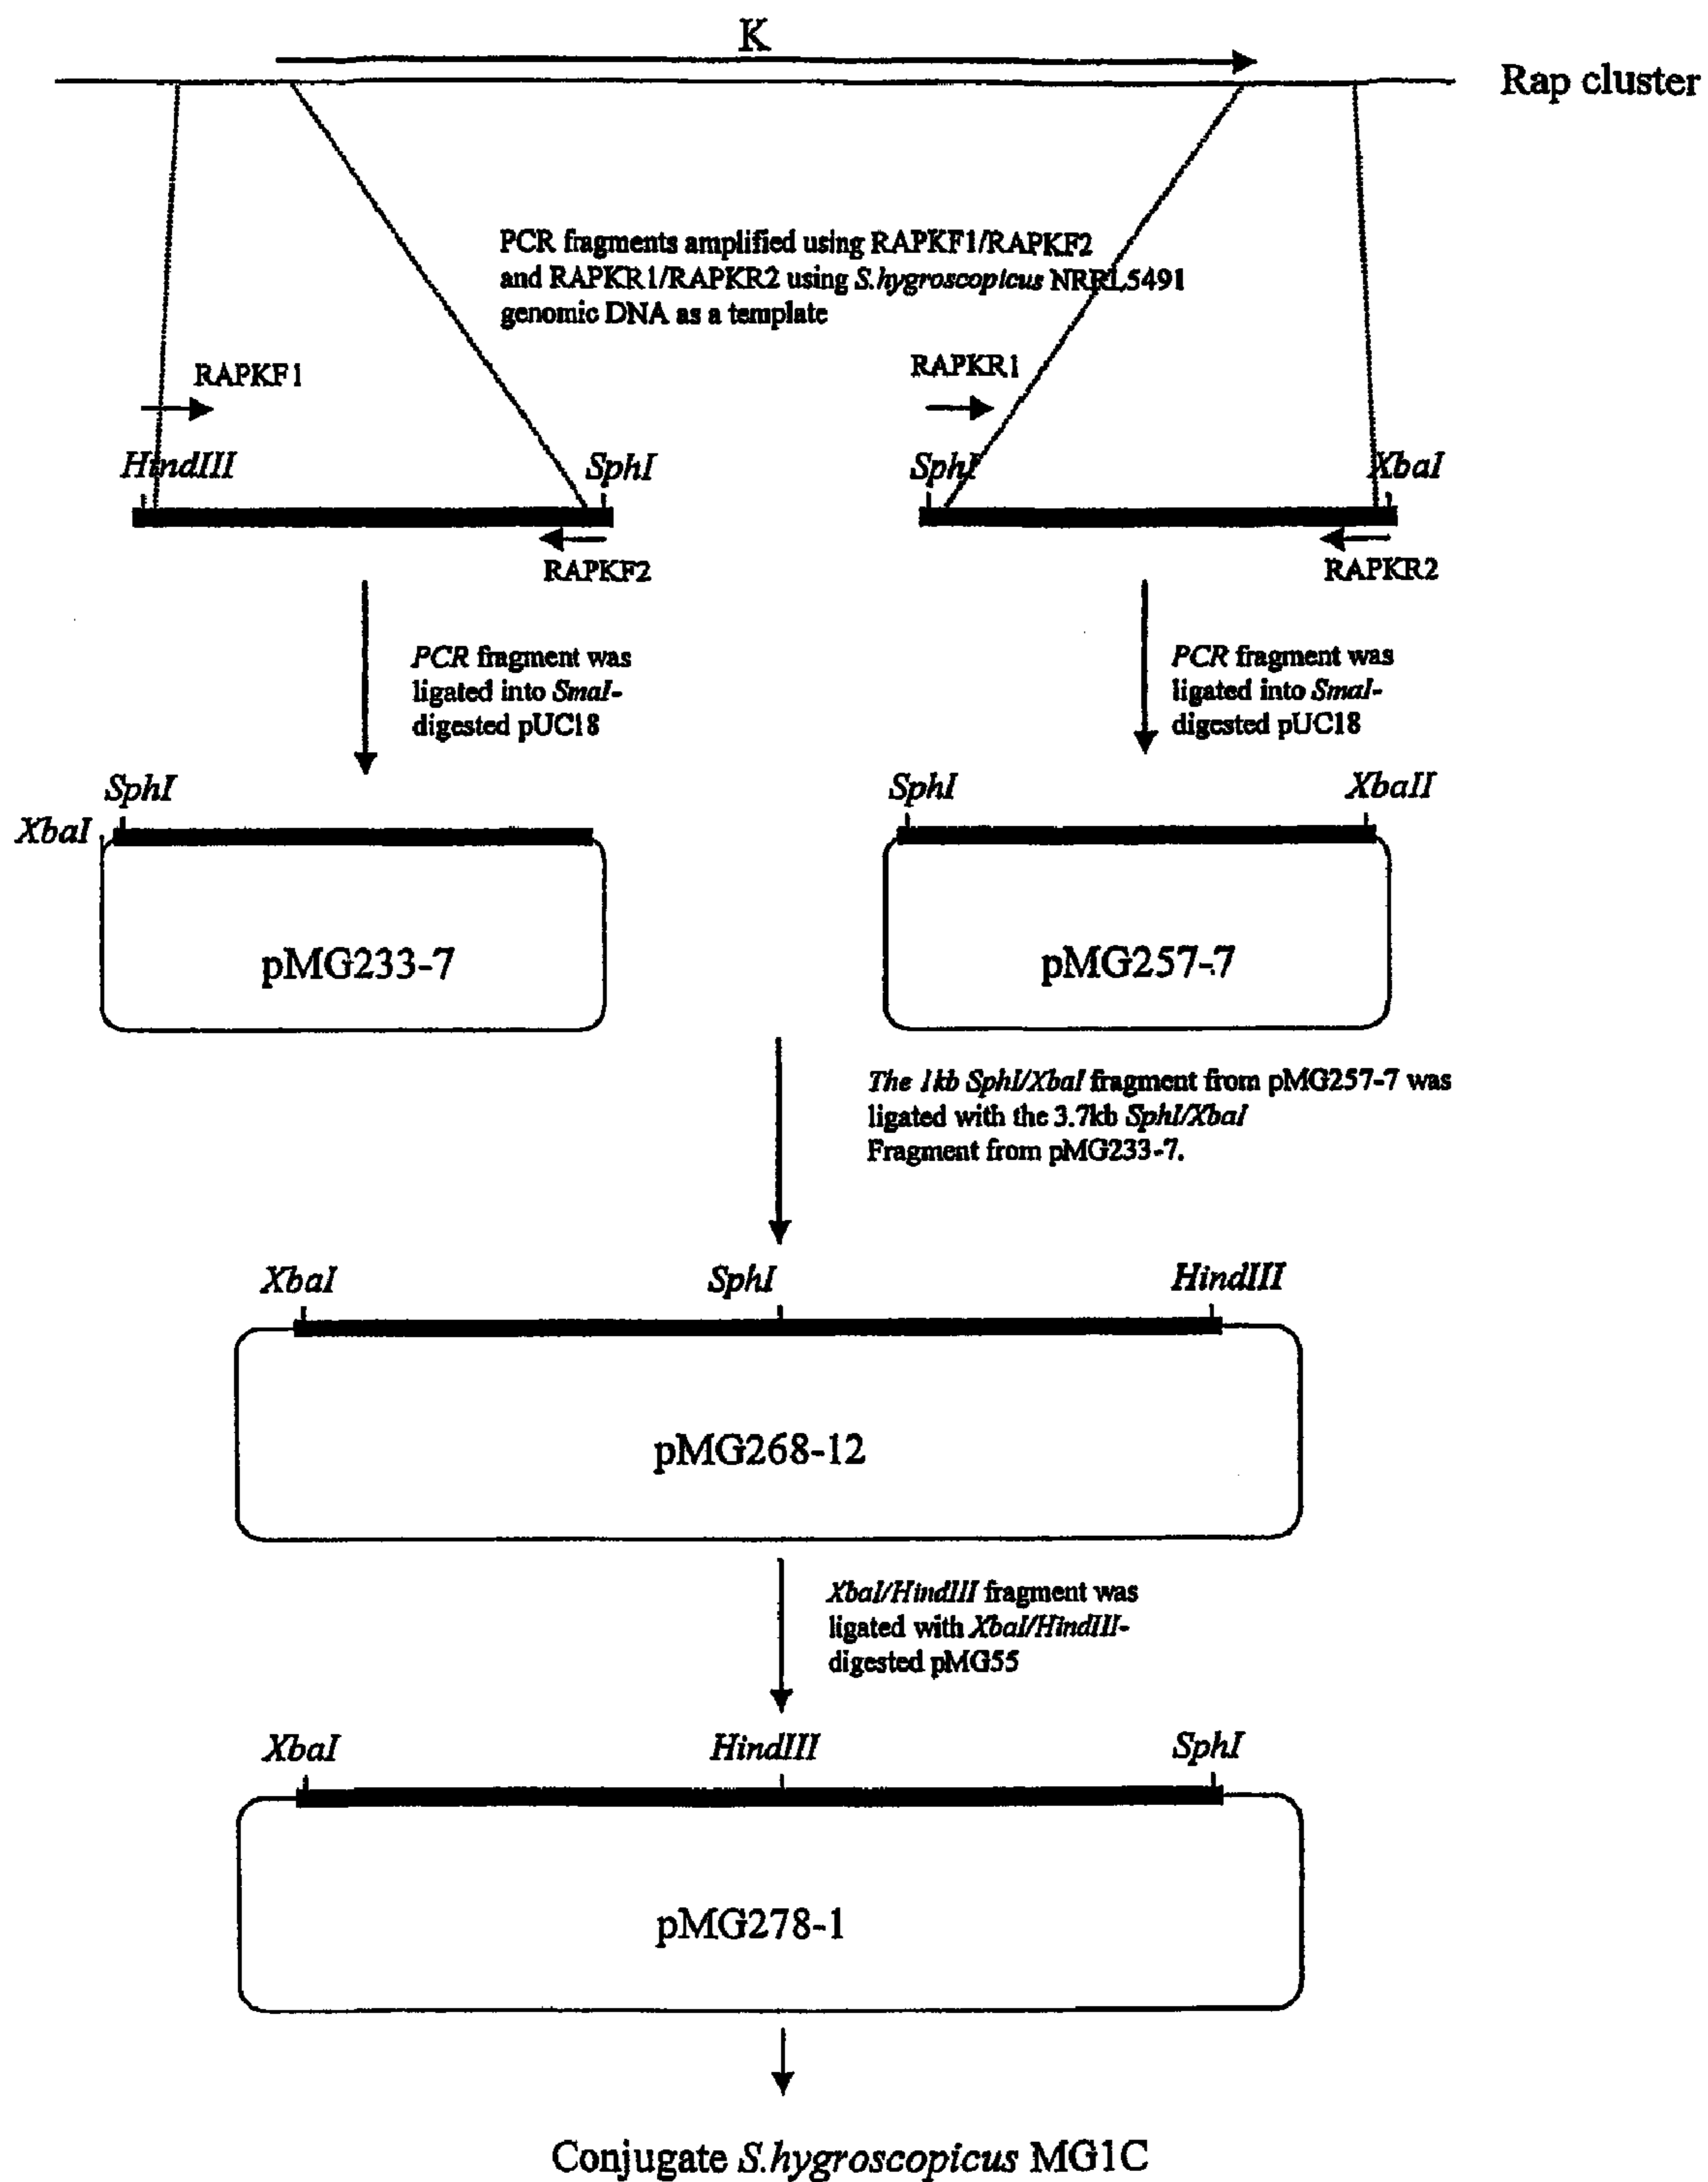 K
Rap cluster
PCR fragments amplified using RAPKF1/RAPKF2
and RAPKR1/RAPKR2 using S.hygroscopicus NRRL5491
genomic DNA as a template
RAPKF1
RAPKR1
HindIII
SphI
SphI
XbaI
RAPKF2
RAPKR2
PCR fragment was
ligated into SmaI-
digested pUC18
PCR fragment was
ligated into SmaI-
digested pUC18
SphI
XbaI
SphI
XbaII
pMG233-7
pMG257-7
The 1kb SphI/XbaI fragment from pMG257-7 was
ligated with the 3.7kb SphI/XbaI
Fragment from pMG233-7.
XbaI
SphI
HindIII
pMG268-12
XbaI/HindIII fragment was
ligated with XbaI/HindIII-
digested pMG55
XbaI
HindIII
SphI
pMG278-1
Conjugate S.hygroscopicus MG1C